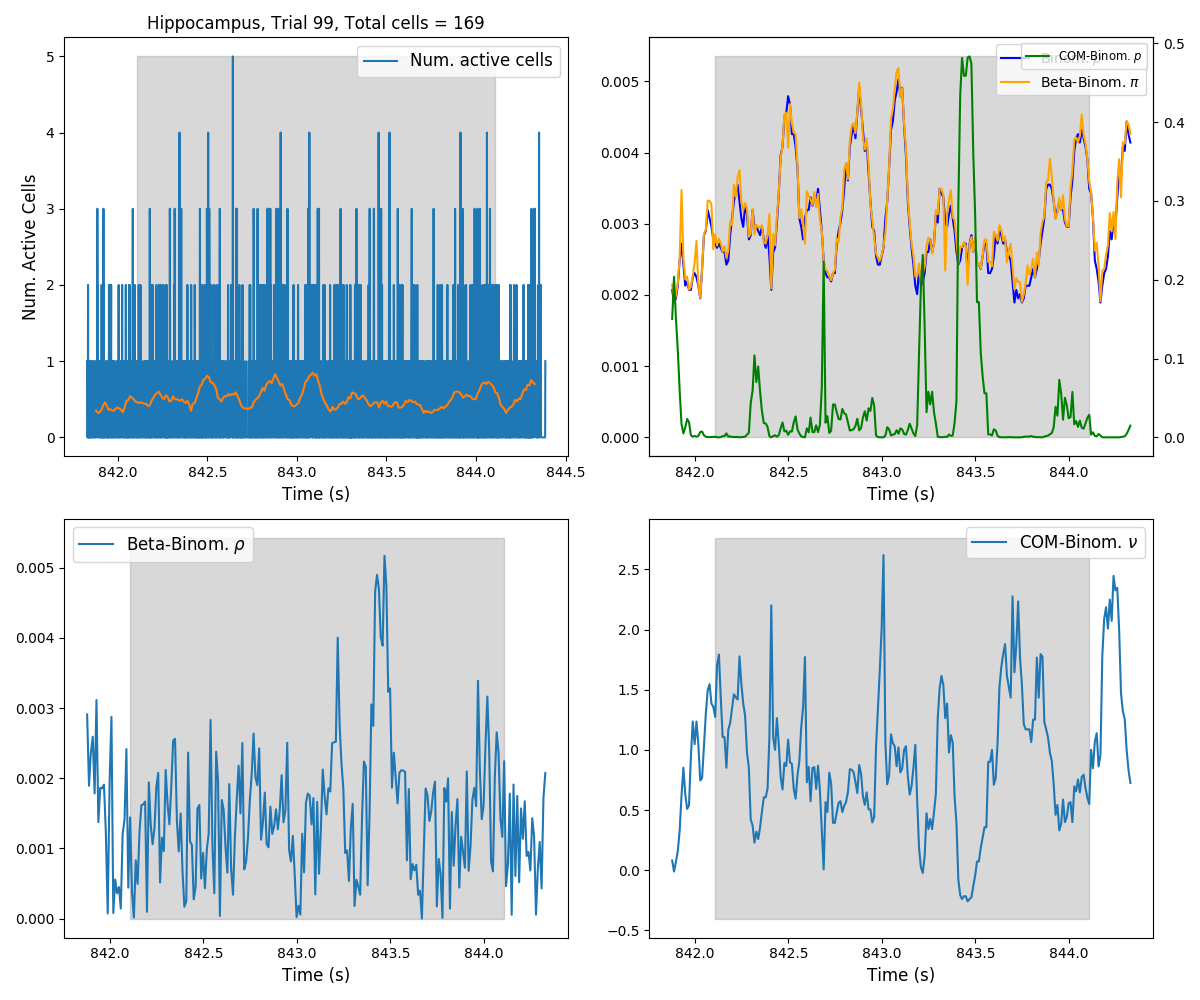 Hippocampus, Trial 99, Total cells = 169
Num. active cells
Num. Active Cells
5
4
3
2
1
0
842.0 842.5 843.0 843.5 844.0 844.5
Time (s)
COM-Binom. p
Beta-Binom. π
0.005
0.004
0.003
0.002
0.001
0.000
0.5
0.4
0.3
0.2
0.1
0.0
842.0 842.5 843.0 843.5 844.0
Time (s)
Beta-Binom. ρ
0.005
0.004
0.003
0.002
0.001
0.000
842.0 842.5 843.0 843.5 844.0
Time (s)
COM-Binom. ν
2.5
2.0
1.5
1.0
0.5
0.0
−0.5
842.0 842.5 843.0 843.5 844.0
Time (s)